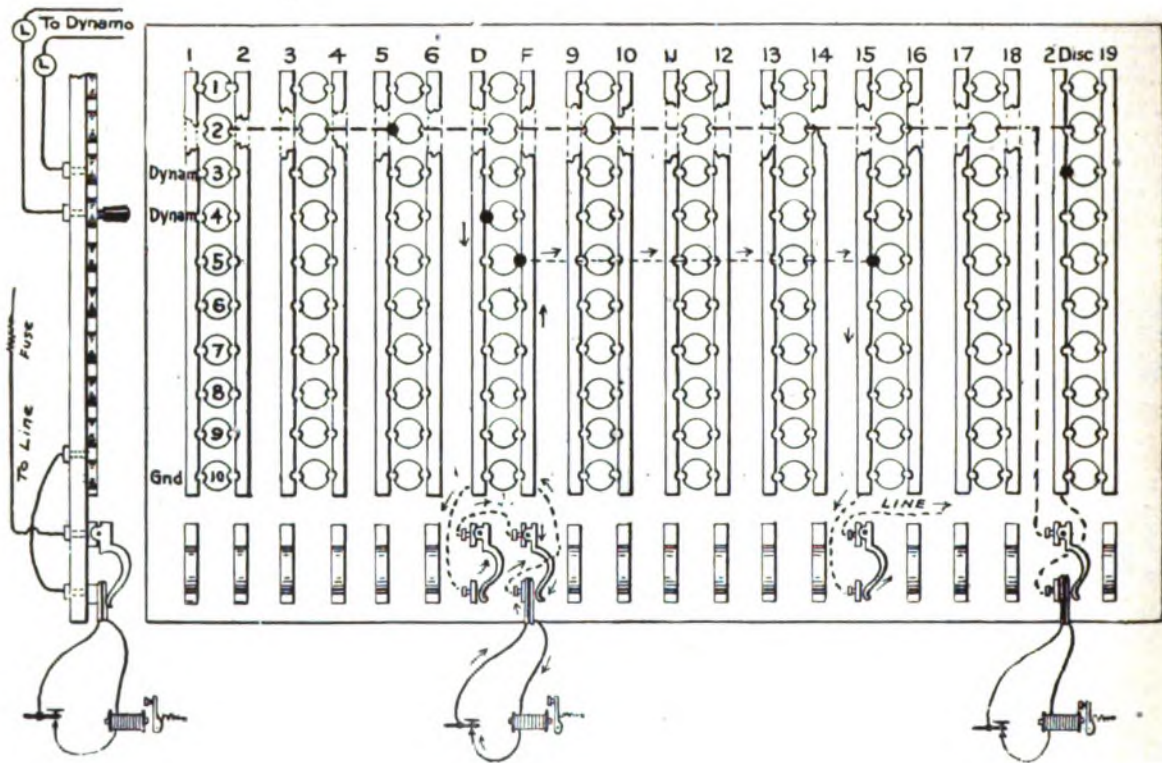 To Dynamo
L
L
1 2 3 4 5 6 D F 9 10 11 12 13 14 15 16 17 18 2 Disc 19
1
2
Dynam 3
Dynam 4
5
6
7
8
9
Gnd 10
Fuse
To Line
LINE